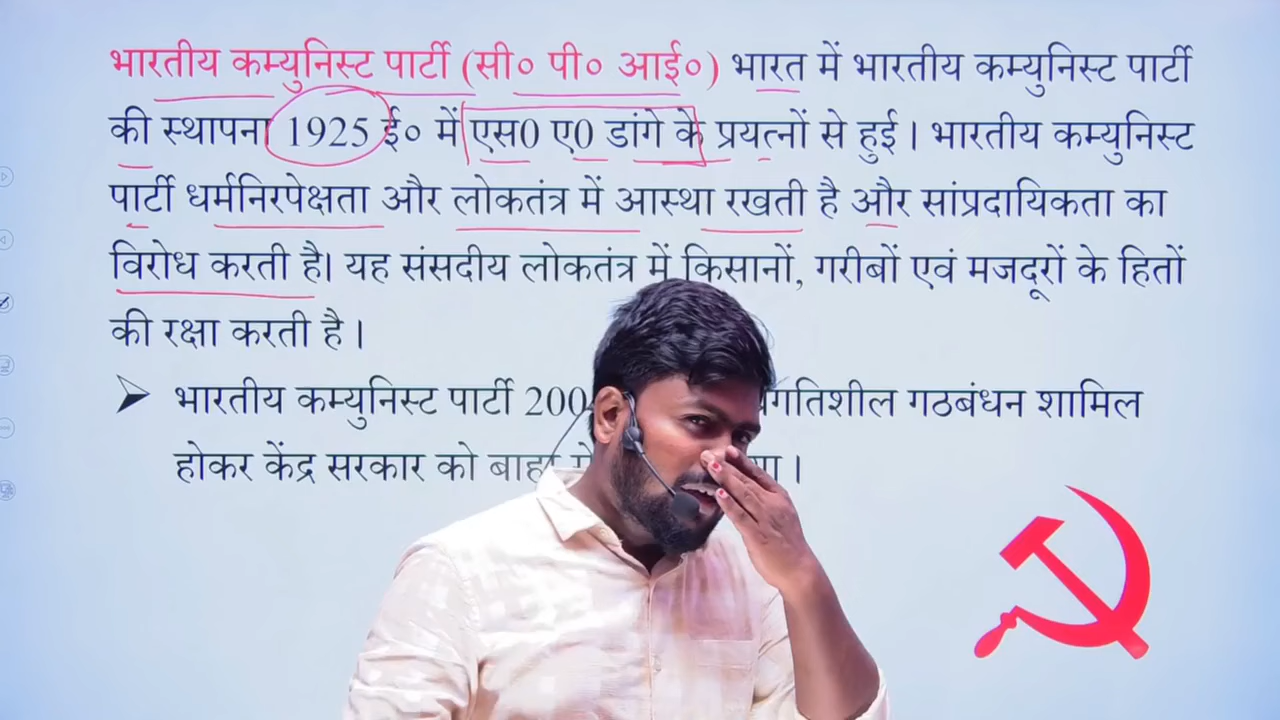 भारतीय कम्युनिस्ट पार्टी (सी० पी० आई०) भारत में भारतीय कम्युनिस्ट पार्टी
की स्थापना 1925 ई० में एस0 ए0 डांगे के प्रयत्नों से हुई। भारतीय कम्युनिस्ट
पार्टी धर्मनिरपेक्षता और लोकतंत्र में आस्था रखती है और सांप्रदायिकता का
विरोध करती है। यह संसदीय लोकतंत्र में किसानों, गरीबों एवं मजदूरों के हितों
की रक्षा करती है।
भारतीय कम्युनिस्ट पार्टी गठबंधन शामिल
होकर केंद्र सरकार को